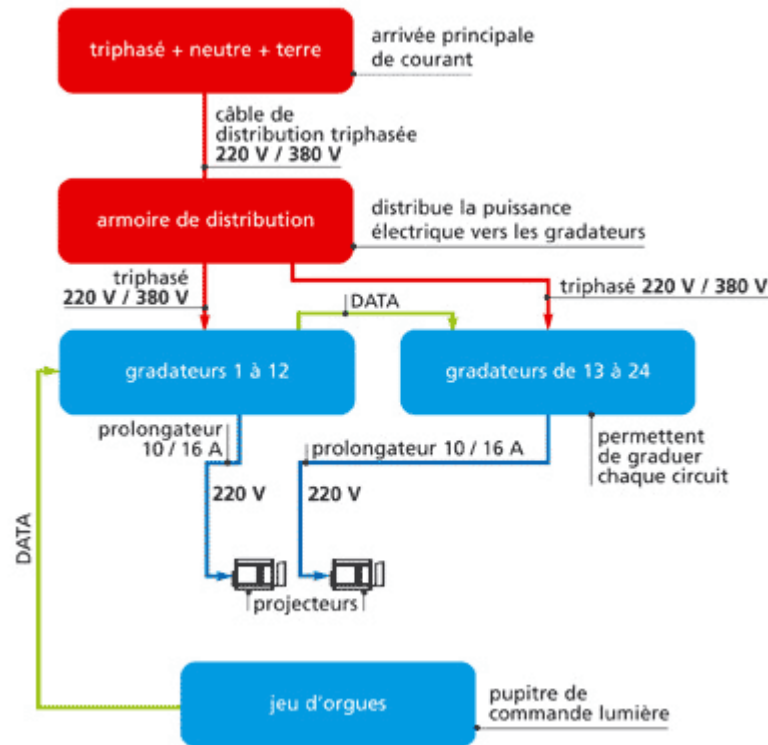 triphasé + neutre + terre
arrivée principale
de courant
câble de
distribution triphasée
220 V / 380 V
armoire de distribution
distribue la puissance
électrique vers les gradateurs
triphasé
220 V / 380 V
DATA
triphasé 220 V / 380 V
gradateurs 1 à 12
gradateurs de 13 à 24
prolongateur
10 / 16 A
prolongateur 10 / 16 A
permettent
de graduer
chaque circuit
220 V
220 V
DATA
projecteurs
jeu d'orgues
pupitre de
commande lumière